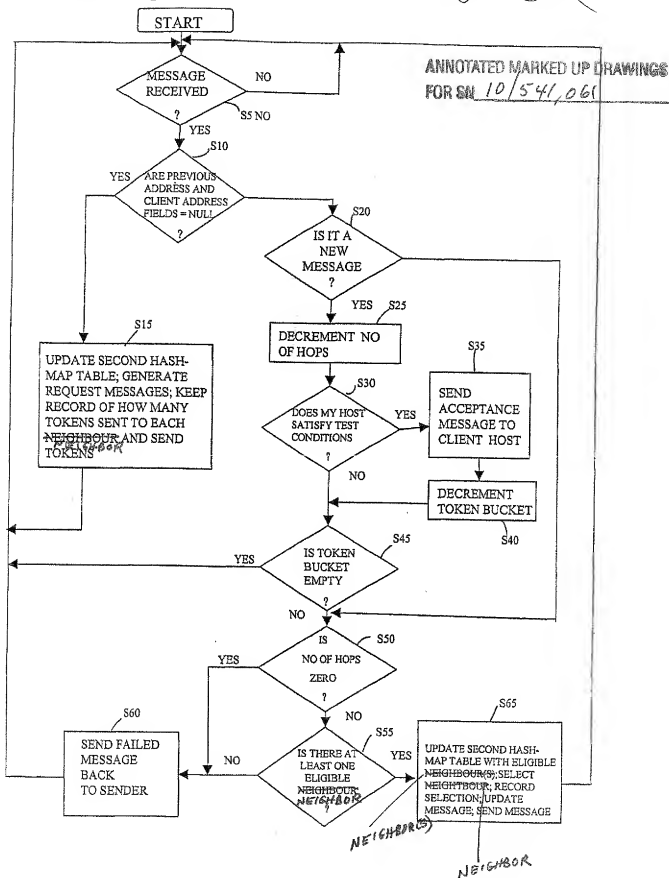 START
ANNOTATED MARKED UP DRAWINGS
FOR SN 10/541,061
MESSAGE
RECEIVED
?
NO
S5 NO
YES
S10
YES
ARE PREVIOUS
ADDRESS AND
CLIENT ADDRESS
FIELDS = NULL
?
S20
IS IT A
NEW
MESSAGE
?
YES
S25
DECREMENT NO
OF HOPS
S15
UPDATE SECOND HASH-
MAP TABLE; GENERATE
REQUEST MESSAGES; KEEP
RECORD OF HOW MANY
TOKENS SENT TO EACH
NEIGHBOUR AND SEND
TOKENS
NEIGHBOR
S30
DOES MY HOST
SATISFY TEST
CONDITIONS
?
YES
NO
S35
SEND
ACCEPTANCE
MESSAGE TO
CLIENT HOST
DECREMENT
TOKEN BUCKET
S40
S45
YES
IS TOKEN
BUCKET
EMPTY
?
NO
S50
YES
IS
NO OF HOPS
ZERO
?
NO
S60
SEND FAILED
MESSAGE
BACK
TO SENDER
S55
NO
IS THERE AT
LEAST ONE
ELIGIBLE
NEIGHBOUR
NEIGHBOR
?
YES
S65
UPDATE SECOND HASH-
MAP TABLE WITH ELIGIBLE
NEIGHBOUR(S); SELECT
NEIGHTBOUR; RECORD
SELECTION; UPDATE
MESSAGE; SEND MESSAGE
NEIGHBOR(S)
NEIGHBOR